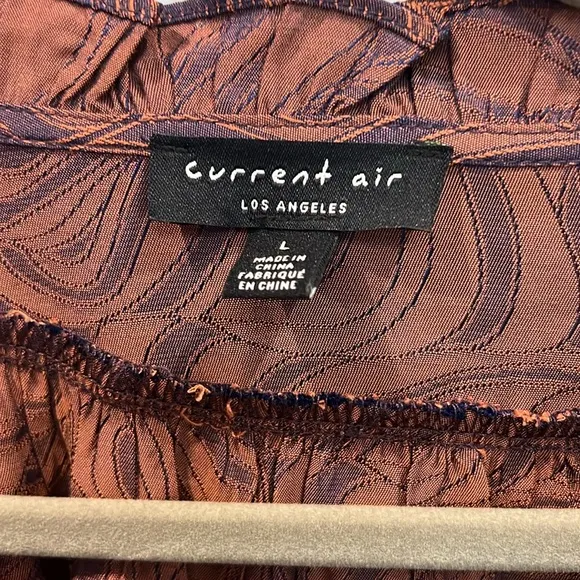 current air
LOS ANGELES
L
MADE IN
CHINA
FABRIQUÉ
EN CHINE